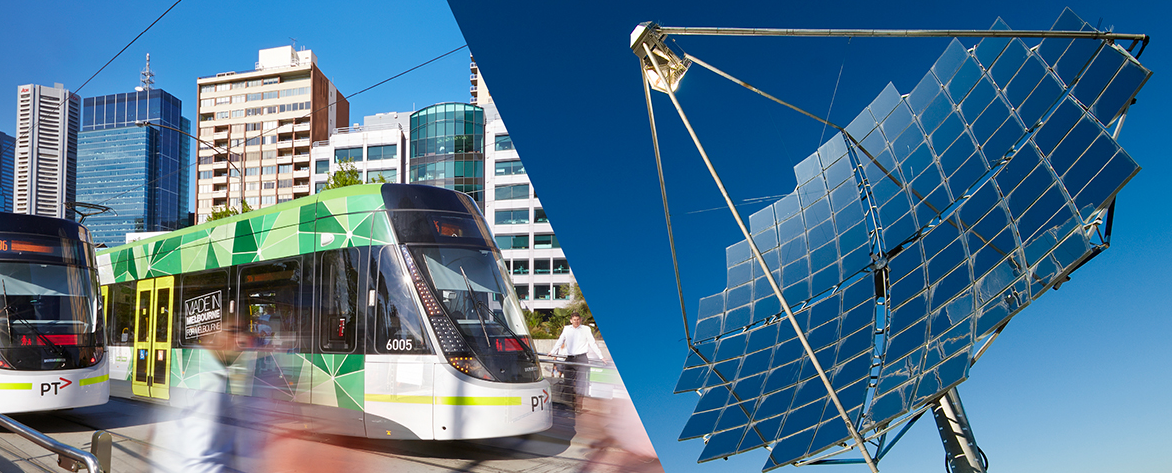 MADE IN
MELBOURNE
FOR MELBOURNE
6005
PT
PT